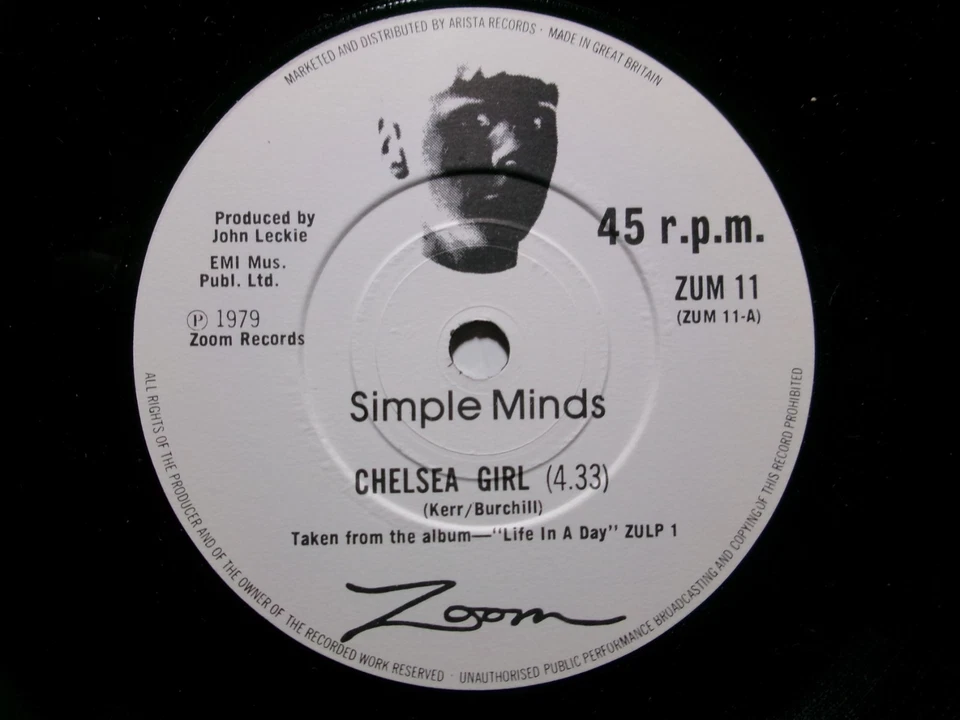 MARKETED AND DISTRIBUTED BY ARISTA RECORDS · MADE IN GREAT BRITAIN
Produced by
John Leckie
EMI Mus.
Publ. Ltd.
℗ 1979
Zoom Records
45 r.p.m.
ZUM 11
(ZUM 11-A)
Simple Minds
CHELSEA GIRL (4.33)
(Kerr/Burchill)
Taken from the album—"Life In A Day" ZULP 1
Zoom
ALL RIGHTS OF THE PRODUCER AND OF THE OWNER OF THE RECORDED WORK RESERVED · UNAUTHORISED PUBLIC PERFORMANCE BROADCASTING AND COPYING OF THIS RECORD PROHIBITED